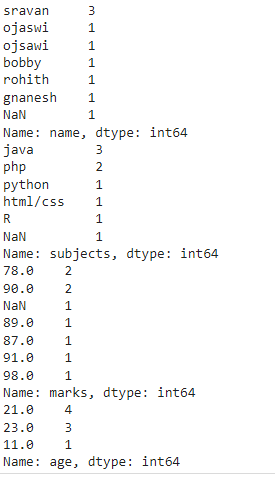 sravan     3
ojaswi     1
ojsawi     1
bobby      1
rohith     1
gnanesh    1
NaN        1
Name: name, dtype: int64
java        3
php         2
python      1
html/css    1
R           1
NaN         1
Name: subjects, dtype: int64
78.0    2
90.0    2
NaN     1
89.0    1
87.0    1
91.0    1
98.0    1
Name: marks, dtype: int64
21.0    4
23.0    3
11.0    1
Name: age, dtype: int64